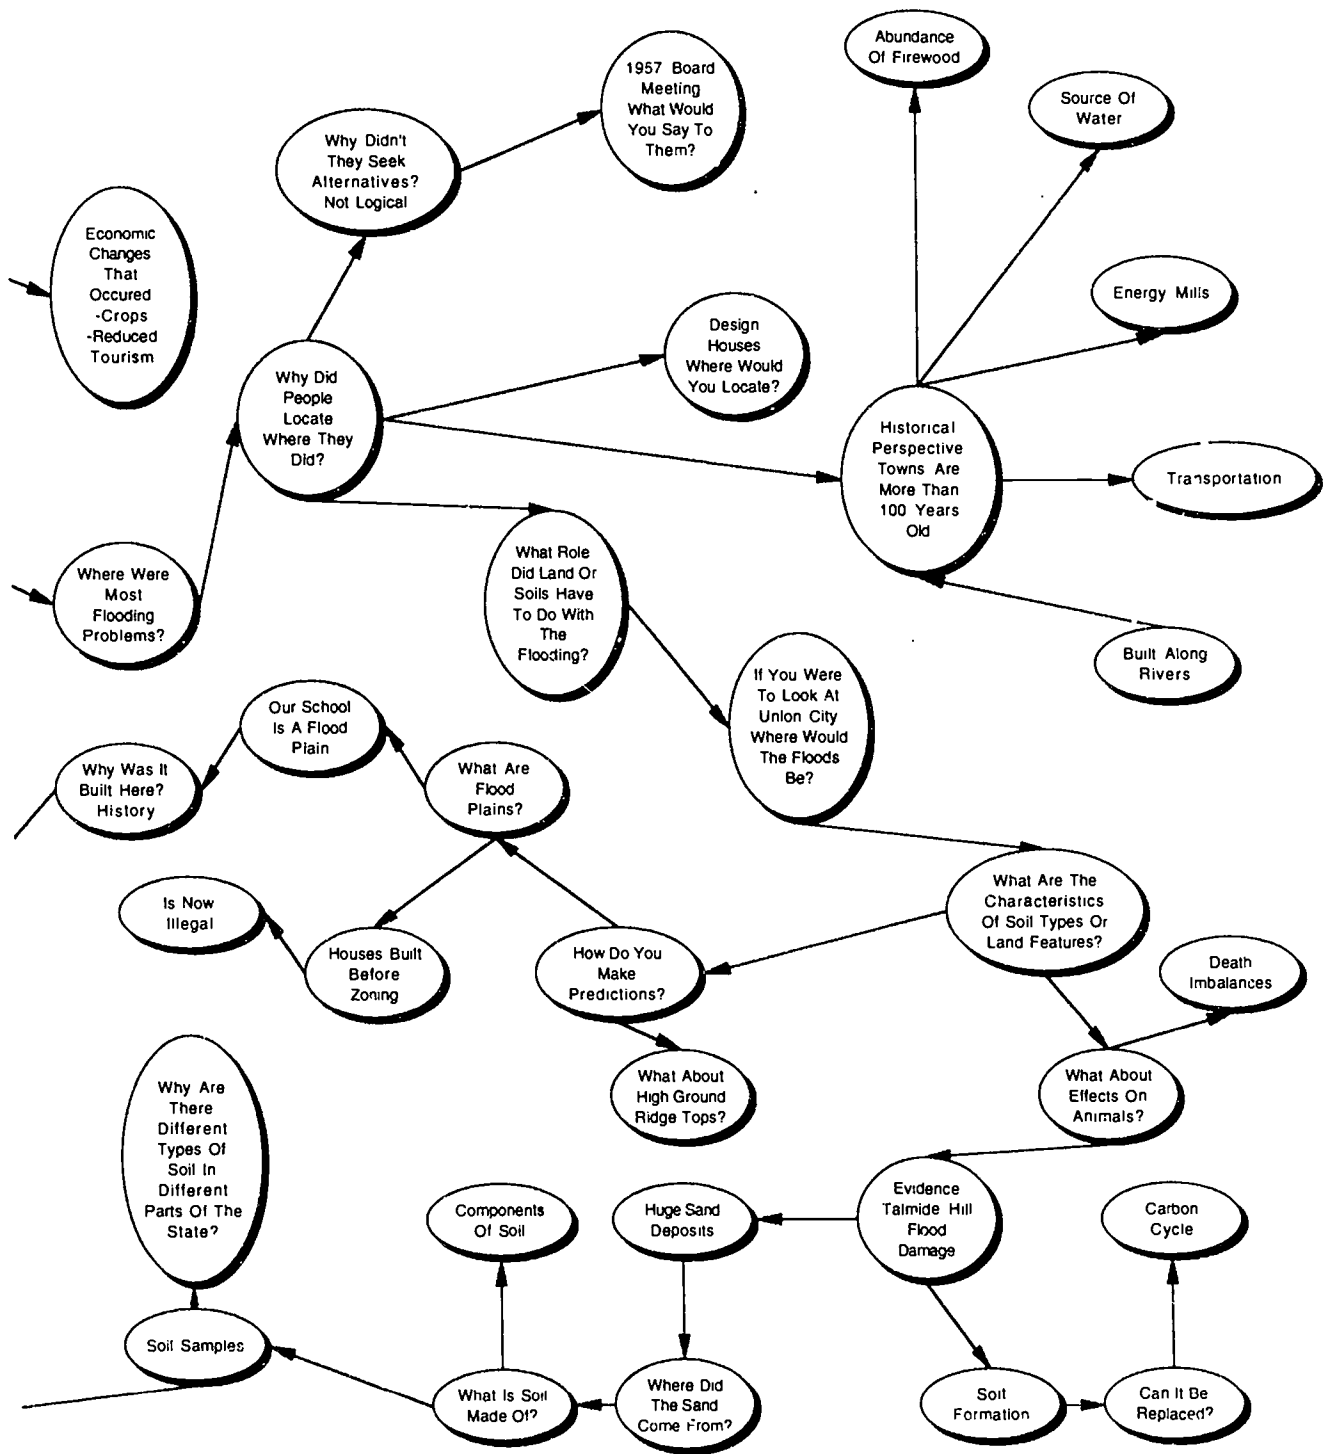 Abundance
Of Firewood
1957 Board
Meeting
What Would
You Say To
Them?
Source Of
Water
Why Didn't
They Seek
Alternatives?
Not Logical
Economic
Changes
That
Occured
-Crops
-Reduced
Tourism
Energy Mills
Design
Houses
Where Would
You Locate?
Why Did
People
Locate
Where They
Did?
Historical
Perspective
Towns Are
More Than
100 Years
Old
Transportation
What Role
Did Land Or
Soils Have
To Do With
The
Flooding?
Where Were
Most
Flooding
Problems?
Built Along
Rivers
If You Were
To Look At
Union City
Where Would
The Floods
Be?
Our School
Is A Flood
Plain
Why Was It
Built Here?
History
What Are
Flood
Plains?
What Are The
Characteristics
Of Soil Types Or
Land Features?
Is Now
Illegal
Houses Built
Before
Zoning
How Do You
Make
Predictions?
Death
Imbalances
What About
High Ground
Ridge Tops?
What About
Effects On
Animals?
Why Are
There
Different
Types Of
Soil In
Different
Parts Of The
State?
Components
Of Soil
Huge Sand
Deposits
Evidence
Talmide Hill
Flood
Damage
Carbon
Cycle
Soil Samples
What Is Soil
Made Of?
Where Did
The Sand
Come From?
Soil
Formation
Can It Be
Replaced?